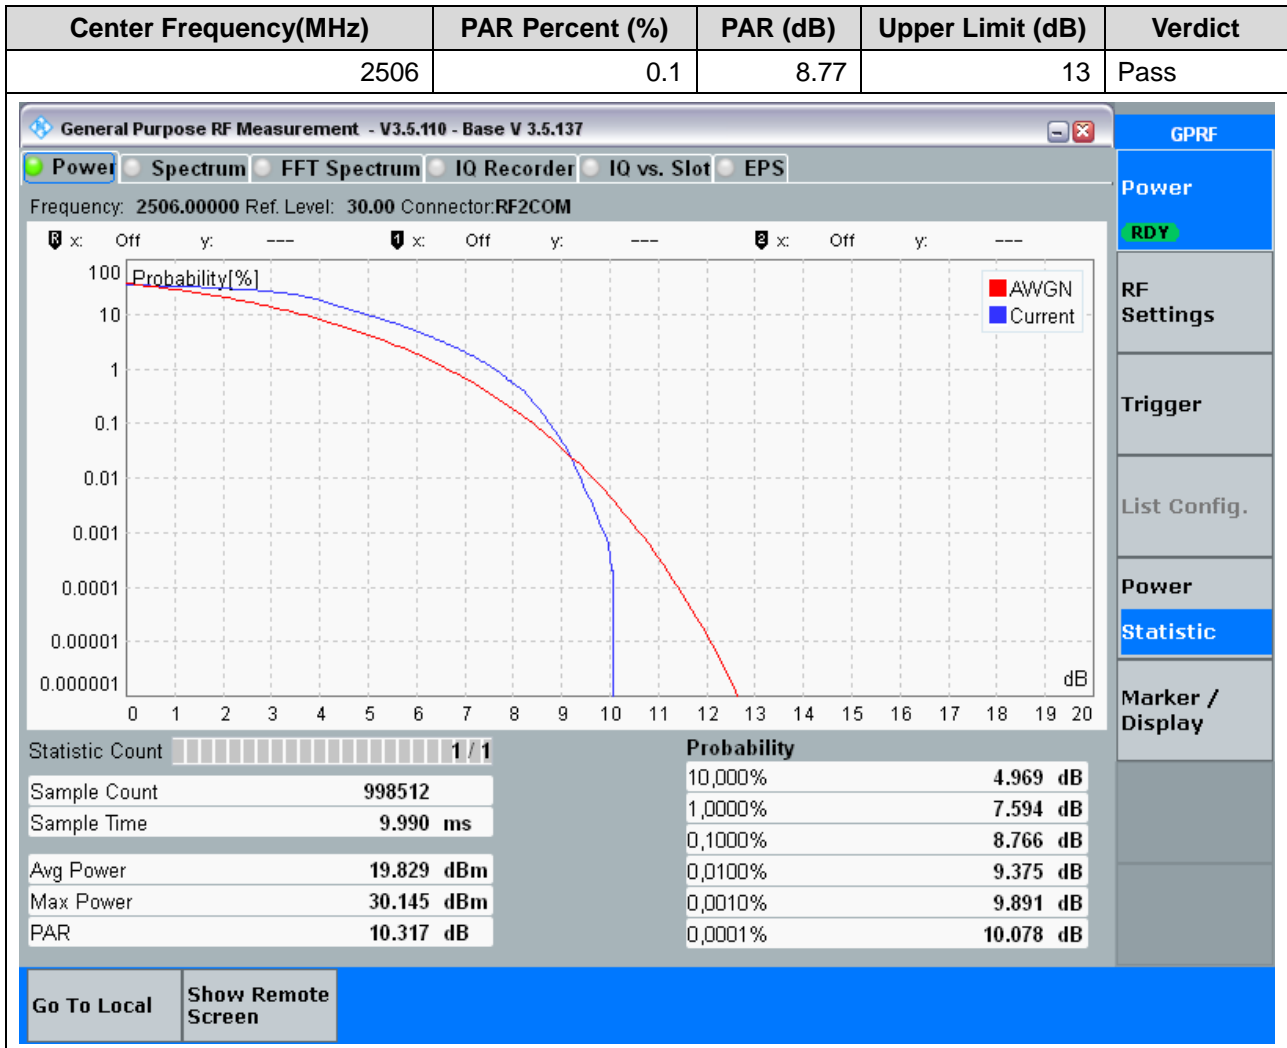 Center Frequency(MHz) PAR Percent (%) PAR (dB) Upper Limit (dB) Verdict
2506 0.1 8.77 13 Pass
General Purpose RF Measurement - V3.5.110 - Base V 3.5.137
GPRF
Power Spectrum FFT Spectrum IQ Recorder IQ vs. Slot EPS
Frequency: 2506.00000 Ref. Level: 30.00 Connector:RF2COM
R x: Off y: --- 1 x: Off y: --- 2 x: Off y: ---
Probability[%]
AWGN
Current
100
10
1
0.1
0.01
0.001
0.0001
0.00001
0.000001
dB
0 1 2 3 4 5 6 7 8 9 10 11 12 13 14 15 16 17 18 19 20
Statistic Count 1 / 1
Sample Count 998512
Sample Time 9.990 ms
Avg Power 19.829 dBm
Max Power 30.145 dBm
PAR 10.317 dB
Probability
10,000% 4.969 dB
1,0000% 7.594 dB
0,1000% 8.766 dB
0,0100% 9.375 dB
0,0010% 9.891 dB
0,0001% 10.078 dB
Power
RDY
RF
Settings
Trigger
List Config.
Power
Statistic
Marker /
Display
Go To Local
Show Remote
Screen